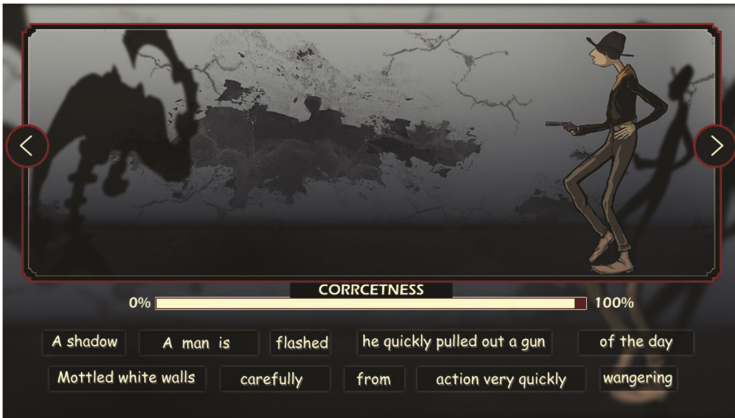 CORRCETNESS
0% 100%
A shadow A man is flashed he quickly pulled out a gun of the day
Mottled white walls carefully from action very quickly wangering